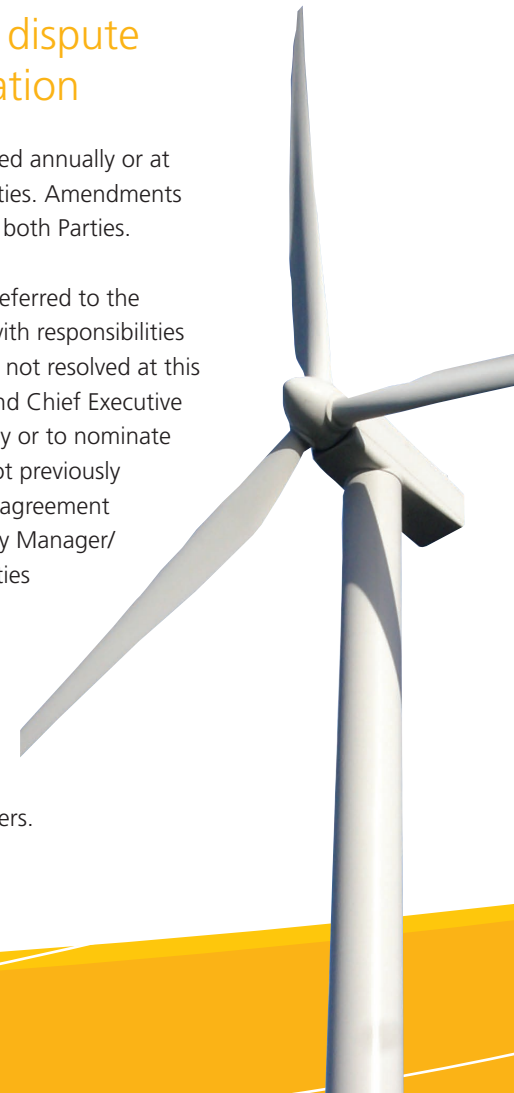 dispute
ation
ed annually or at
ties. Amendments
both Parties.
eferred to the
with responsibilities
not resolved at this
nd Chief Executive
y or to nominate
ot previously
agreement
y Manager/
ties
ers.